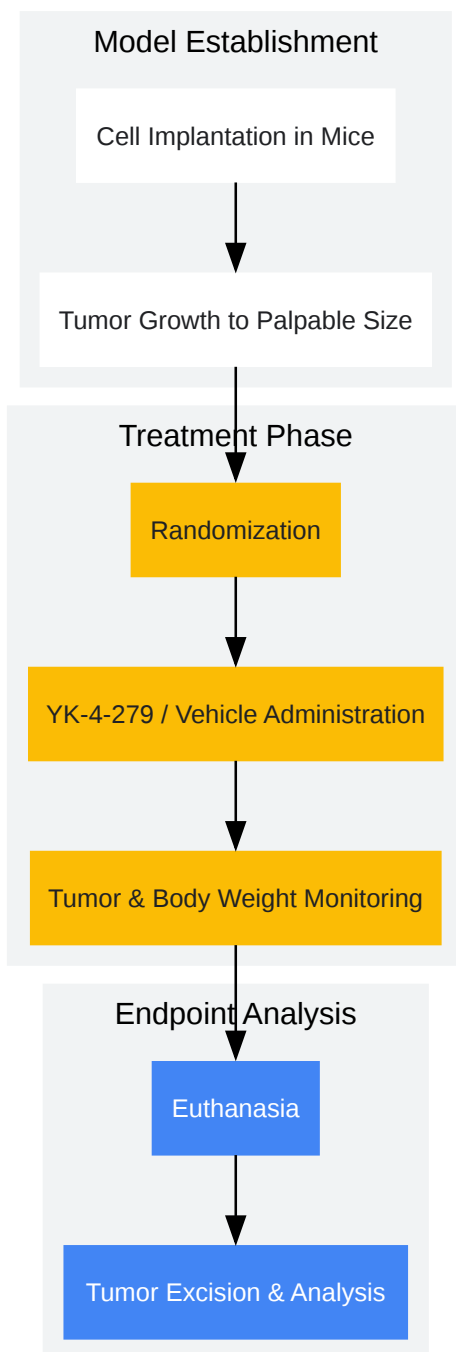 Model Establishment
Cell Implantation in Mice
Tumor Growth to Palpable Size
Treatment Phase
Randomization
YK-4-279 / Vehicle Administration
Tumor & Body Weight Monitoring
Endpoint Analysis
Euthanasia
Tumor Excision & Analysis